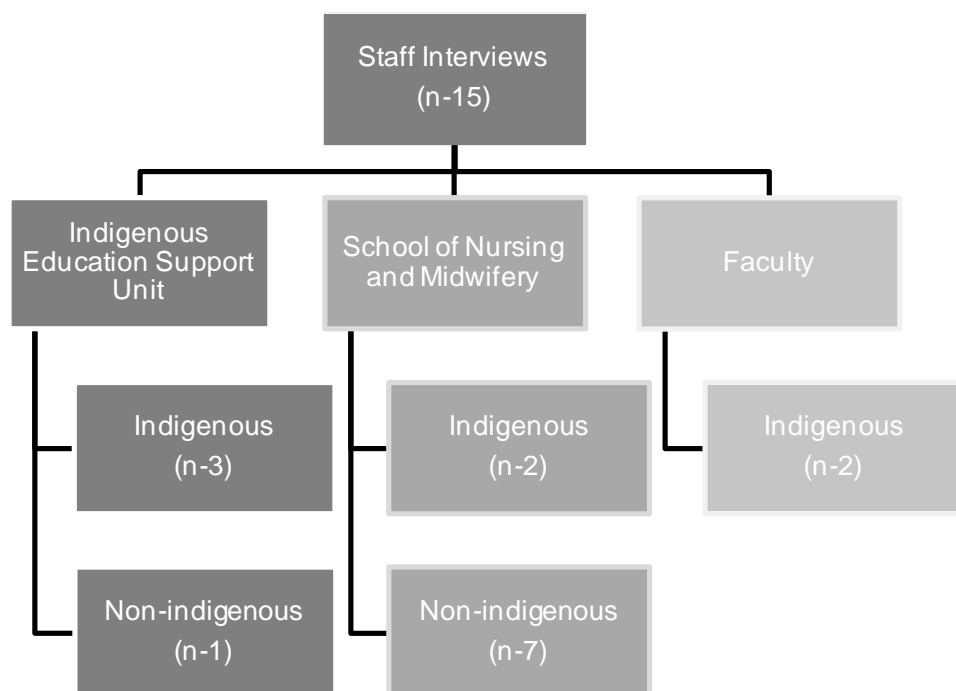 Staff Interviews
(n-15)
Indigenous
Education Support
Unit
School of Nursing
and Midwifery
Faculty
Indigenous
(n-3)
Indigenous
(n-2)
Indigenous
(n-2)
Non-indigenous
(n-1)
Non-indigenous
(n-7)